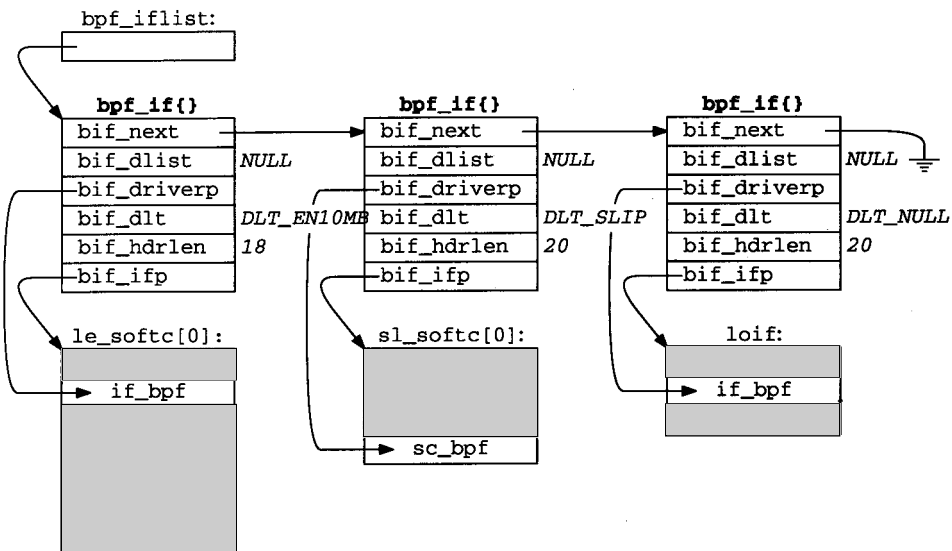 bpf_iflist:
bpf_if{} bpf_if{} bpf_if{}
bif_next bif_next bif_next
bif_dlist NULL bif_dlist NULL bif_dlist NULL
bif_driverp bif_driverp bif_driverp
bif_dlt DLT_EN10MB bif_dlt DLT_SLIP bif_dlt DLT_NULL
bif_hdrlen 18 bif_hdrlen 20 bif_hdrlen 20
bif_ifp bif_ifp bif_ifp
le_softc[0]: sl_softc[0]: loif:
if_bpf if_bpf
sc_bpf